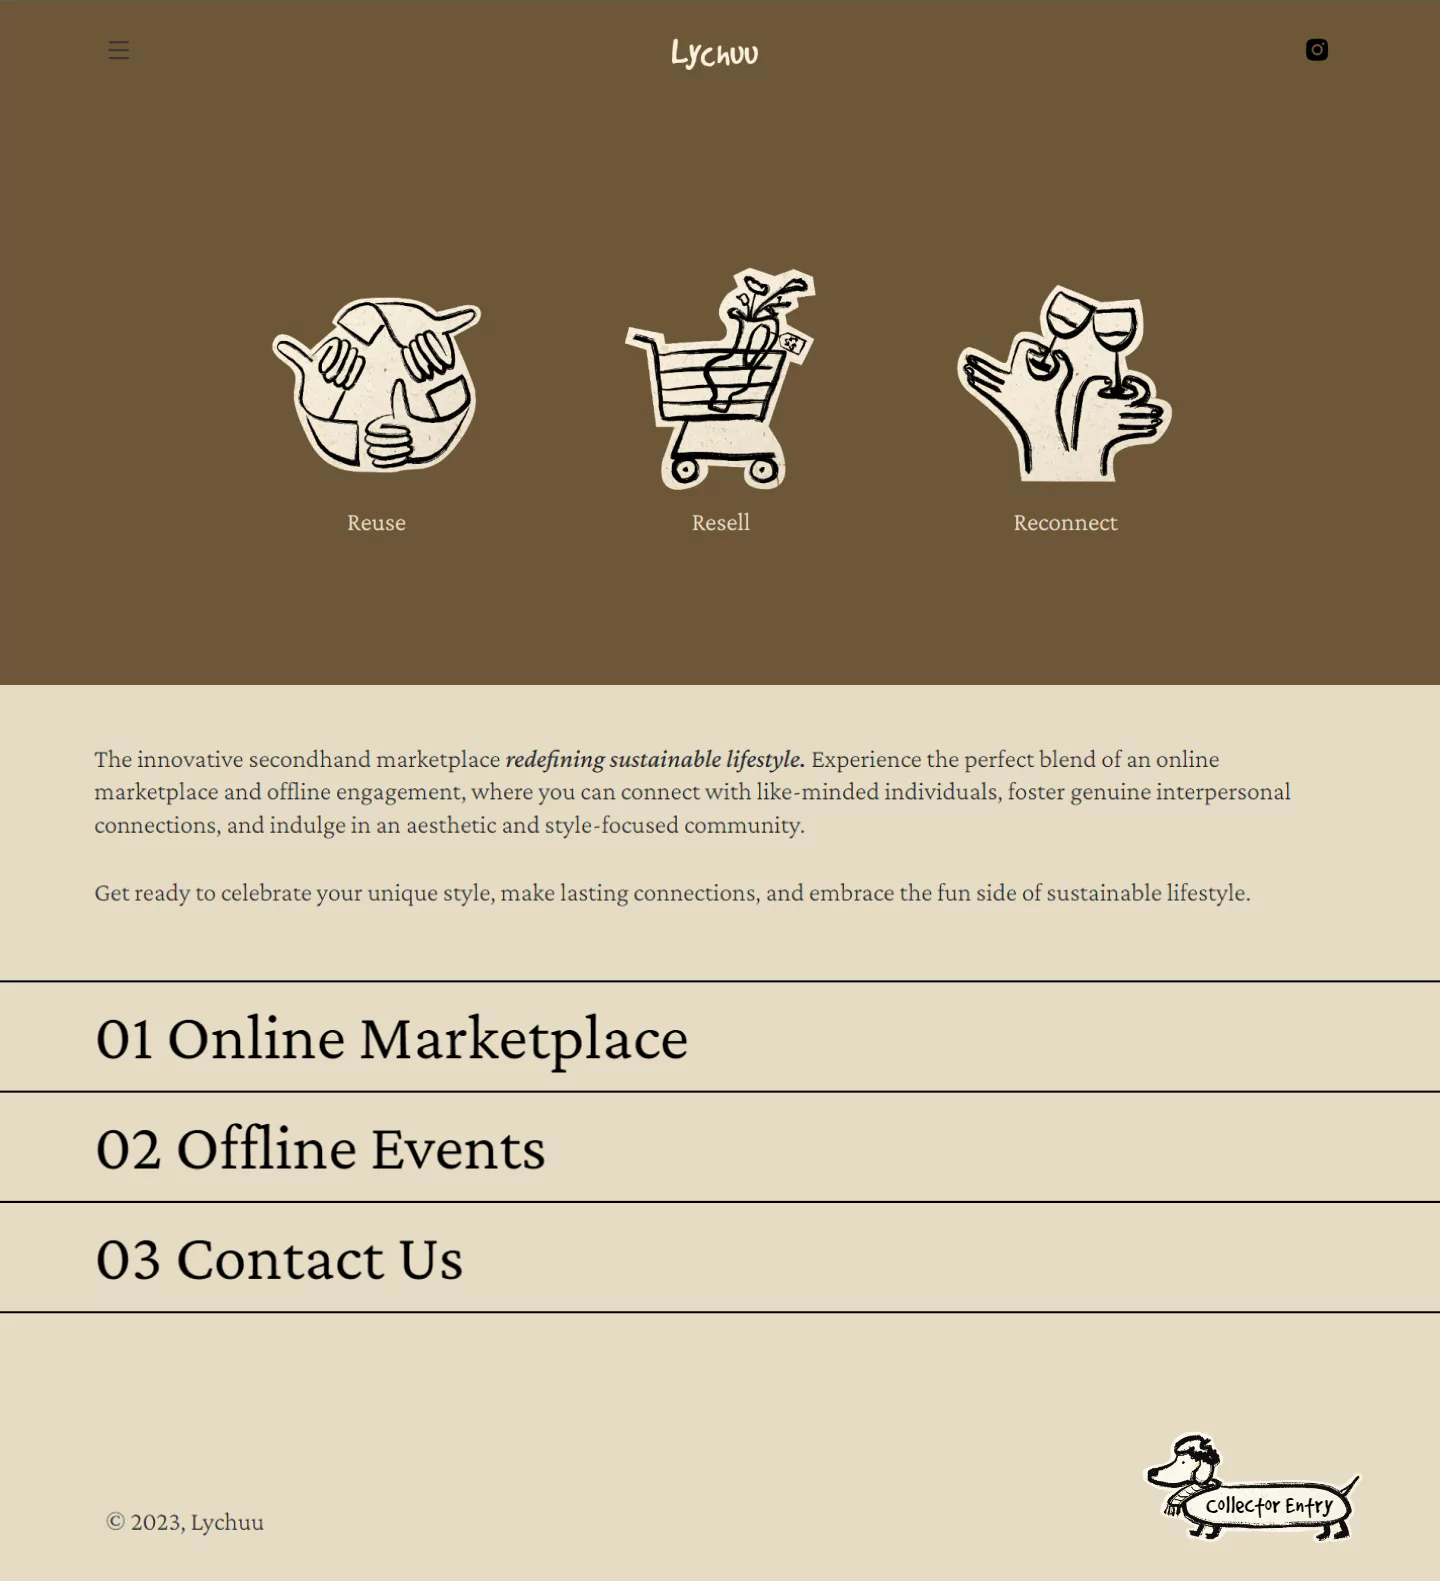 Lychuu
$$
Reuse
Resell
Reconnect
The innovative secondhand marketplace redefining sustainable lifestyle. Experience the perfect blend of an online
marketplace and offline engagement, where you can connect with like-minded individuals, foster genuine interpersonal
connections, and indulge in an aesthetic and style-focused community.
Get ready to celebrate your unique style, make lasting connections, and embrace the fun side of sustainable lifestyle.
01 Online Marketplace
02 Offline Events
03 Contact Us
Collector Entry
© 2023, Lychuu